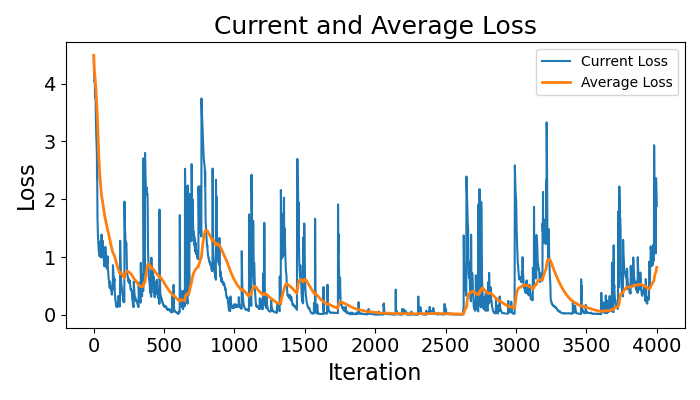 Current and Average Loss
Current Loss
Average Loss
4
3
2
1
0
Loss
0 500 1000 1500 2000 2500 3000 3500 4000
Iteration